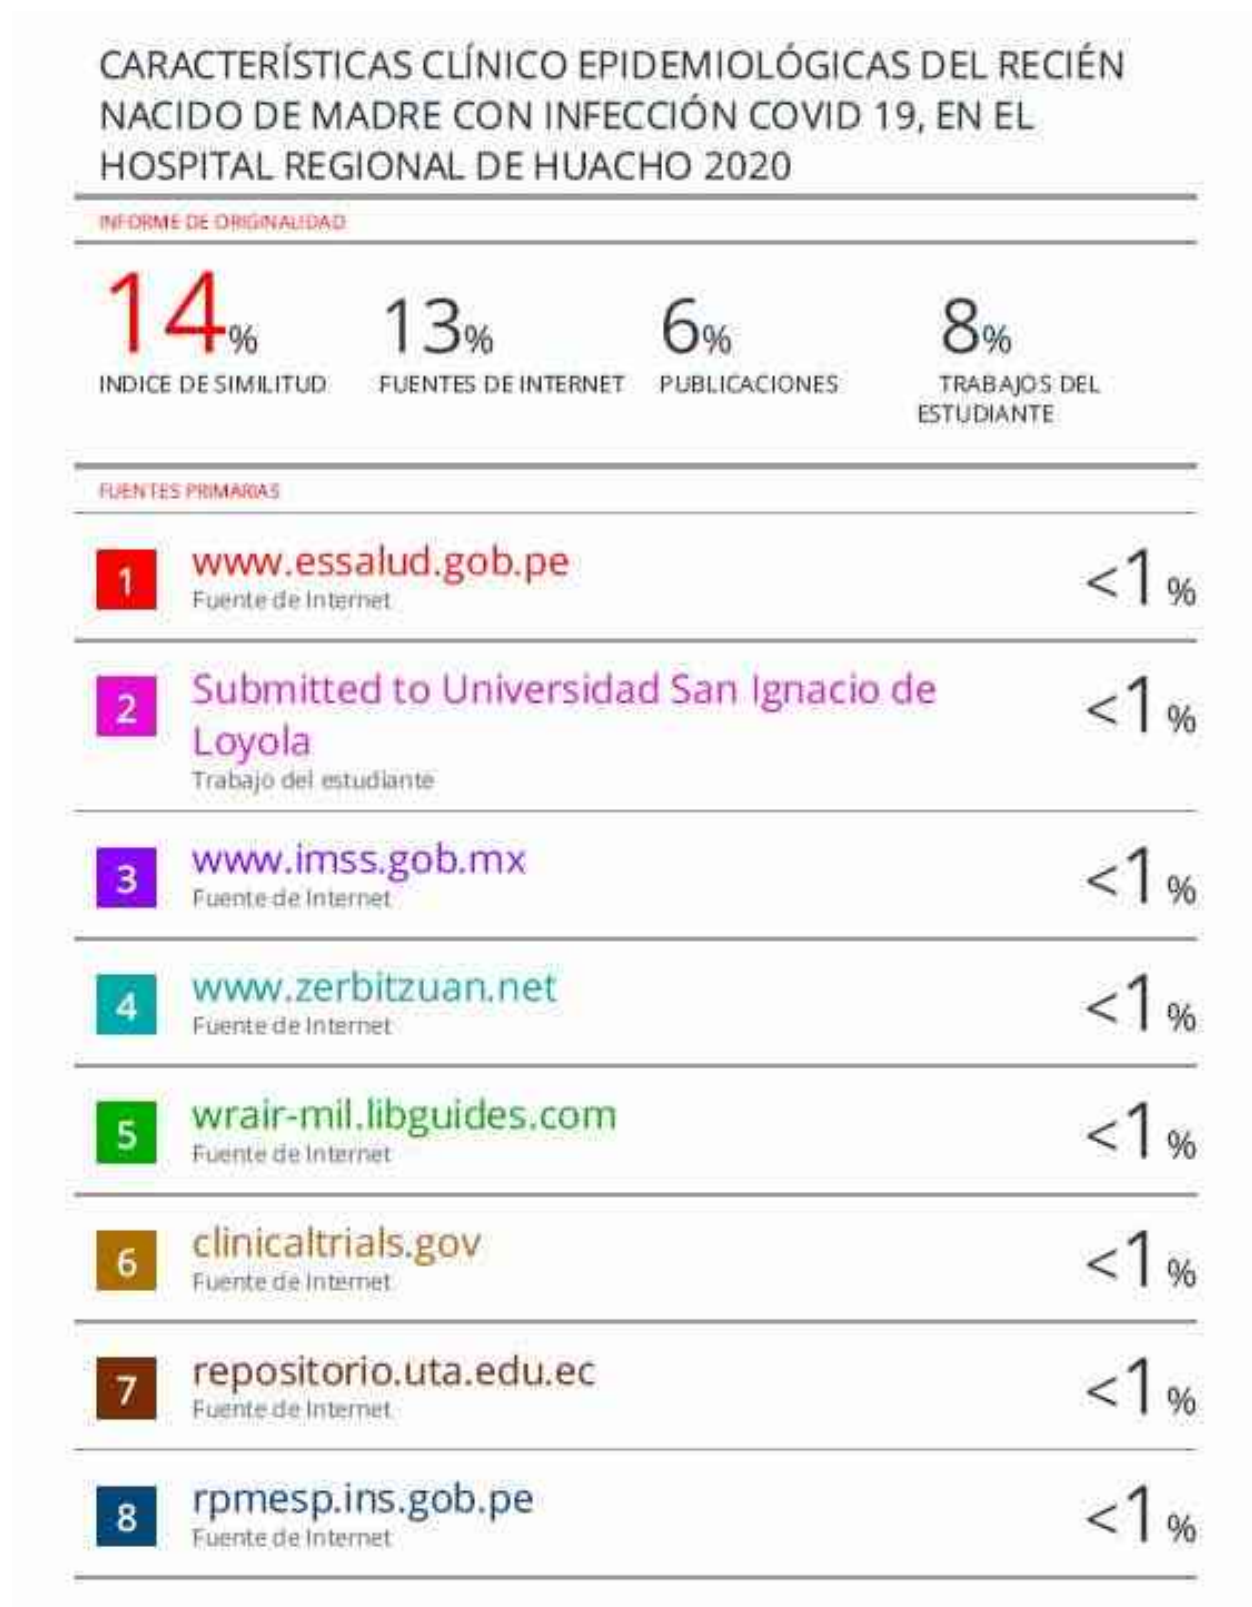 CARACTERÍSTICAS CLÍNICO EPIDEMIOLÓGICAS DEL RECIÉN
NACIDO DE MADRE CON INFECCIÓN COVID 19, EN EL
HOSPITAL REGIONAL DE HUACHO 2020
INFORME DE ORIGINALIDAD
14% 13% 6% 8%
INDICE DE SIMILITUD FUENTES DE INTERNET PUBLICACIONES TRABAJOS DEL
ESTUDIANTE
FUENTES PRIMARIAS
1 www.essalud.gob.pe <1%
Fuente de Internet
2 Submitted to Universidad San Ignacio de <1%
Loyola
Trabajo del estudiante
3 www.imss.gob.mx <1%
Fuente de Internet
4 www.zerbitzuan.net <1%
Fuente de Internet
5 wrair-mil.libguides.com <1%
Fuente de Internet
6 clinicaltrials.gov <1%
Fuente de Internet
7 repositorio.uta.edu.ec <1%
Fuente de Internet
8 rpmesp.ins.gob.pe <1%
Fuente de Internet